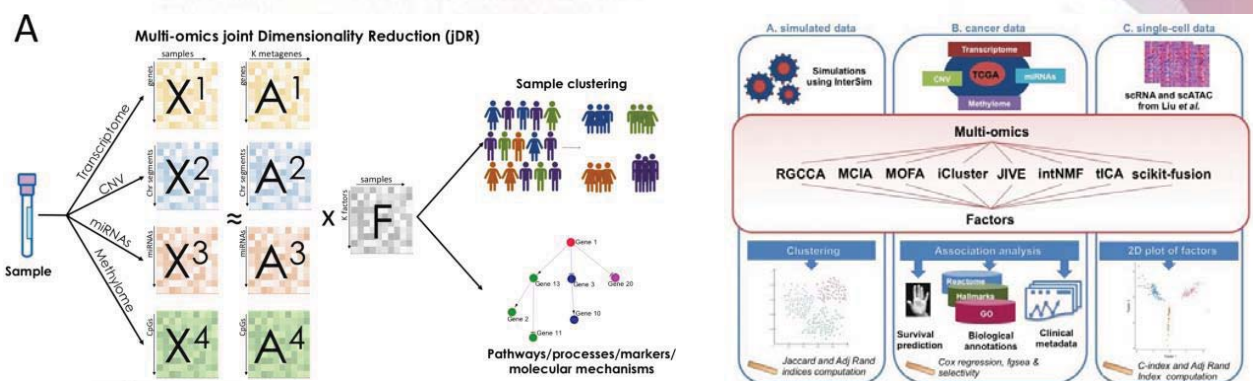 A
Multi-omics joint Dimensionality Reduction (jDR)
samples
K metagenes
genes
X1
A1
Transcriptome
CNV
miRNAs
Methylome
Sample
Chr segments
X2
Chr segments
A2
≈
x
samples
K factors
F
miRNAs
X3
miRNAs
A3
CpGs
X4
CpGs
A4
Sample clustering
Gene 1
Gene 13
Gene 3
Gene 20
Gene 2
Gene 10
Gene 11
Pathways/processes/markers/
molecular mechanisms
A. simulated data
Simulations
using InterSim
B. cancer data
Transcriptome
CNV
TCGA
miRNAs
Methylome
C. single-cell data
scRNA and scATAC
from Liu et al.
Multi-omics
RGCCA MCIA MOFA iCluster JIVE intNMF tICA scikit-fusion
Factors
Clustering
Jaccard and Adj Rand
indices computation
Association analysis
Reactome
Hallmarks
GO
Survival
prediction
Biological
annotations
Clinical
metadata
Cox regression, fgsea &
selectivity
2D plot of factors
C-index and Adj Rand
Index computation